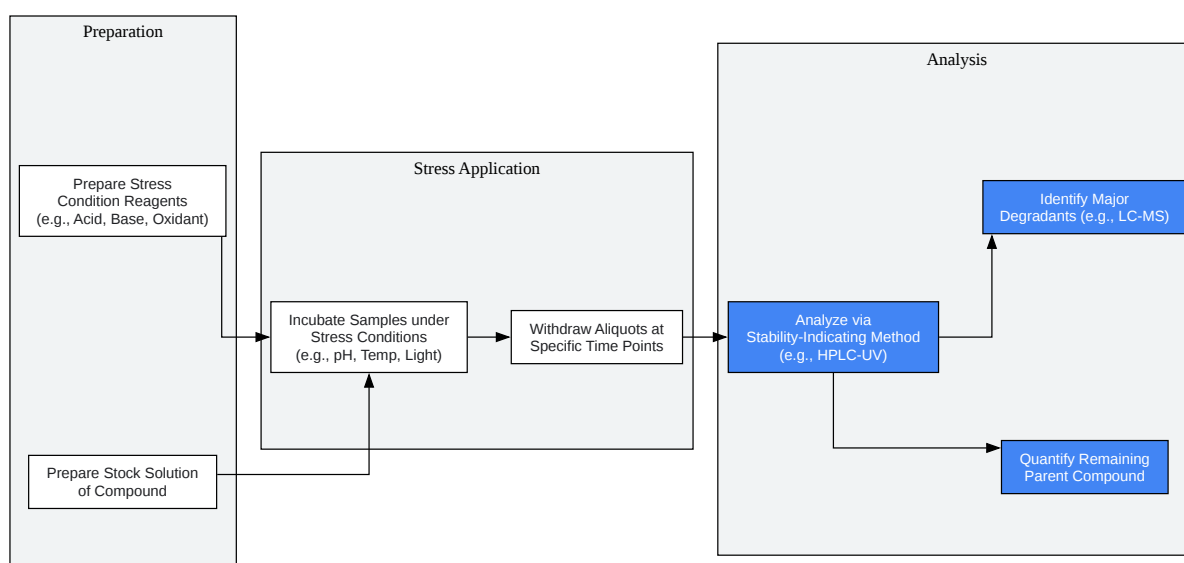 Preparation
Prepare Stress
Condition Reagents
(e.g., Acid, Base, Oxidant)
Prepare Stock Solution
of Compound
Stress Application
Incubate Samples under
Stress Conditions
(e.g., pH, Temp, Light)
Withdraw Aliquots at
Specific Time Points
Analysis
Analyze via
Stability-Indicating Method
(e.g., HPLC-UV)
Identify Major
Degradants (e.g., LC-MS)
Quantify Remaining
Parent Compound